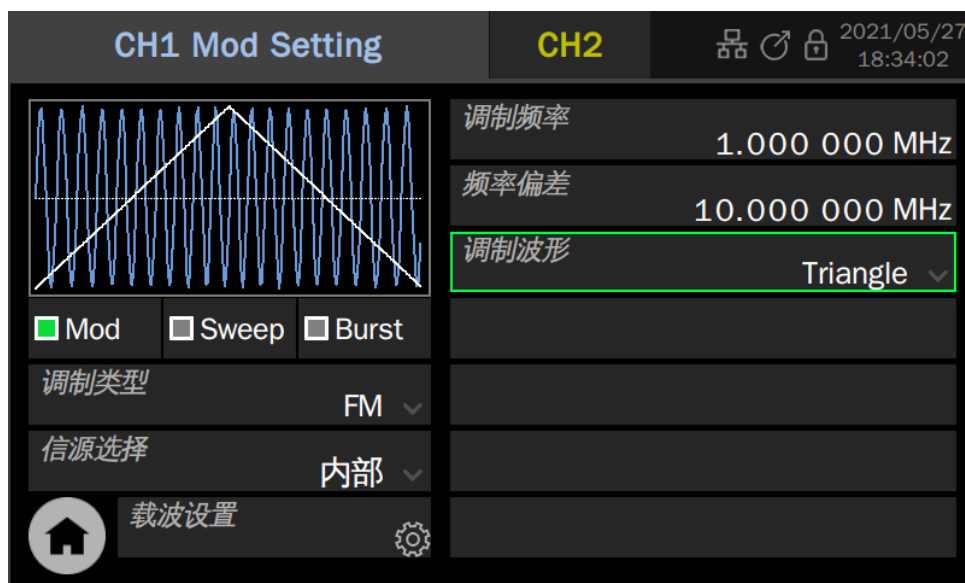 CH1 Mod Setting
CH2
2021/05/27
18:34:02
调制频率
1.000 000 MHz
频率偏差
10.000 000 MHz
调制波形
Triangle
Mod
Sweep
Burst
调制类型
FM
信源选择
内部
载波设置